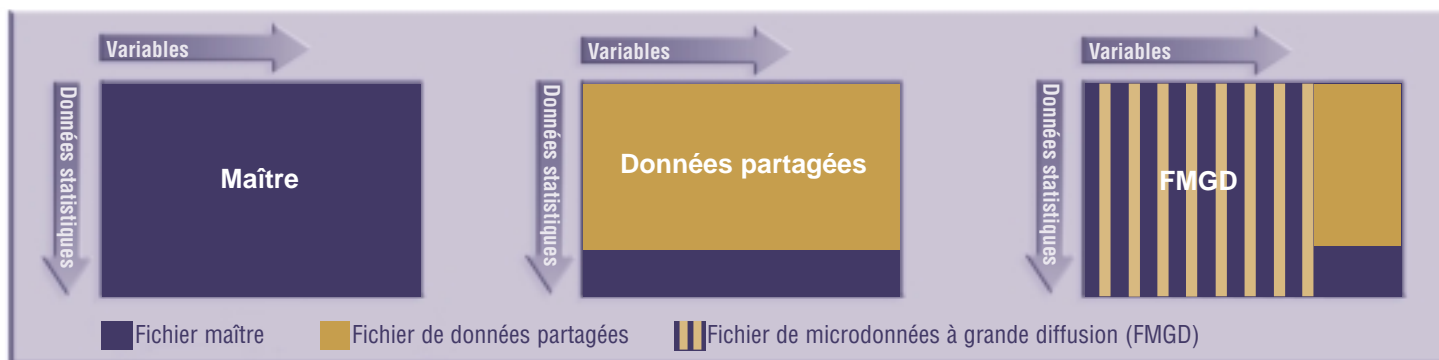 Variables
Données statistiques
Maître
Variables
Données statistiques
Données partagées
Variables
Données statistiques
FMGD
Fichier maître
Fichier de données partagées
Fichier de microdonnées à grande diffusion (FMGD)